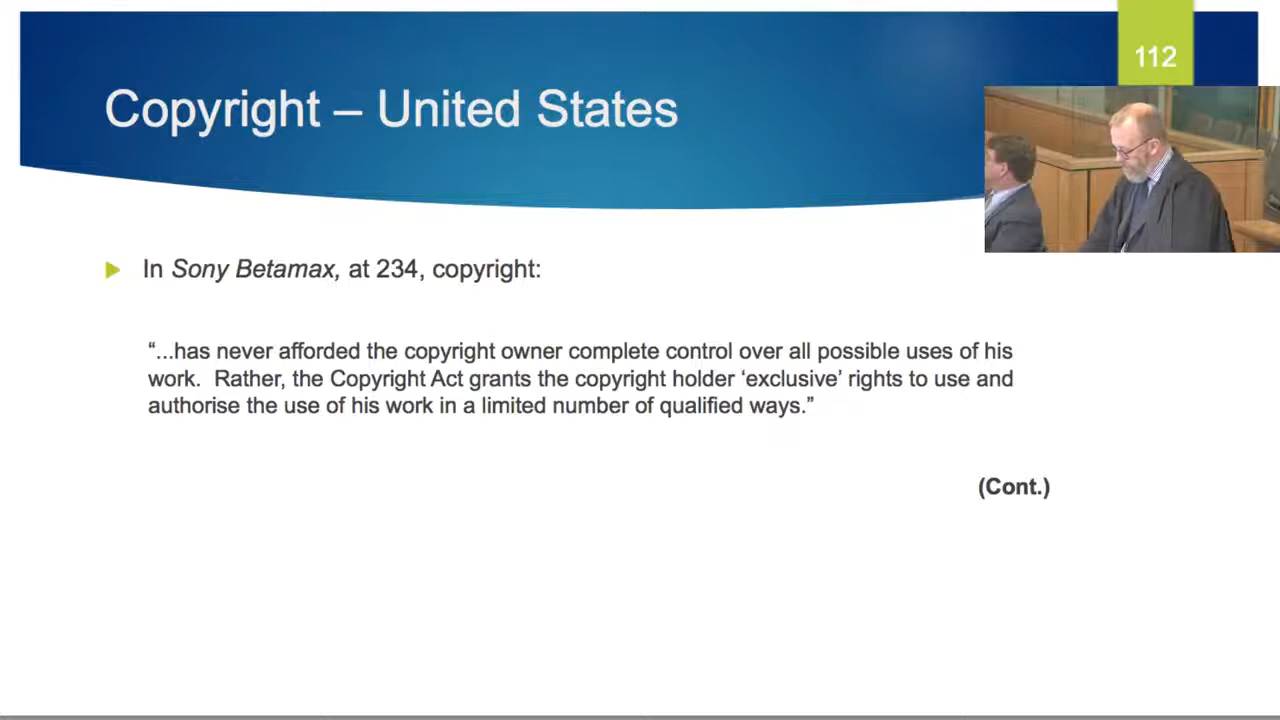 112
Copyright – United States
In Sony Betamax, at 234, copyright:
“...has never afforded the copyright owner complete control over all possible uses of his
work.  Rather, the Copyright Act grants the copyright holder ‘exclusive’ rights to use and
authorise the use of his work in a limited number of qualified ways.”
(Cont.)